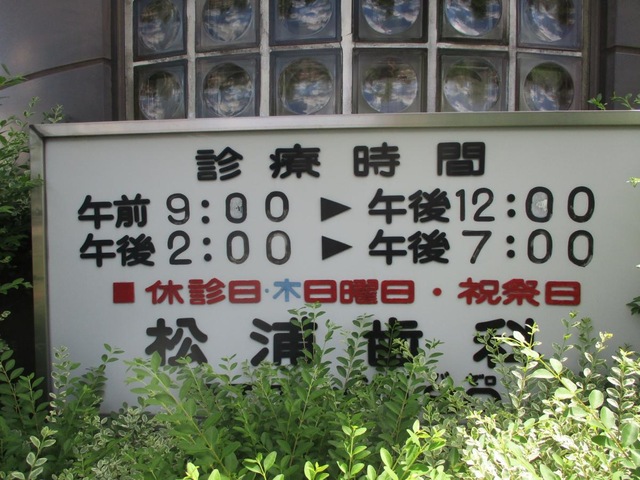 診療時間
午前 9:00 ▶ 午後12:00
午後 2:00 ▶ 午後 7:00
■ 休診日・木日曜日・祝祭日
松浦歯科